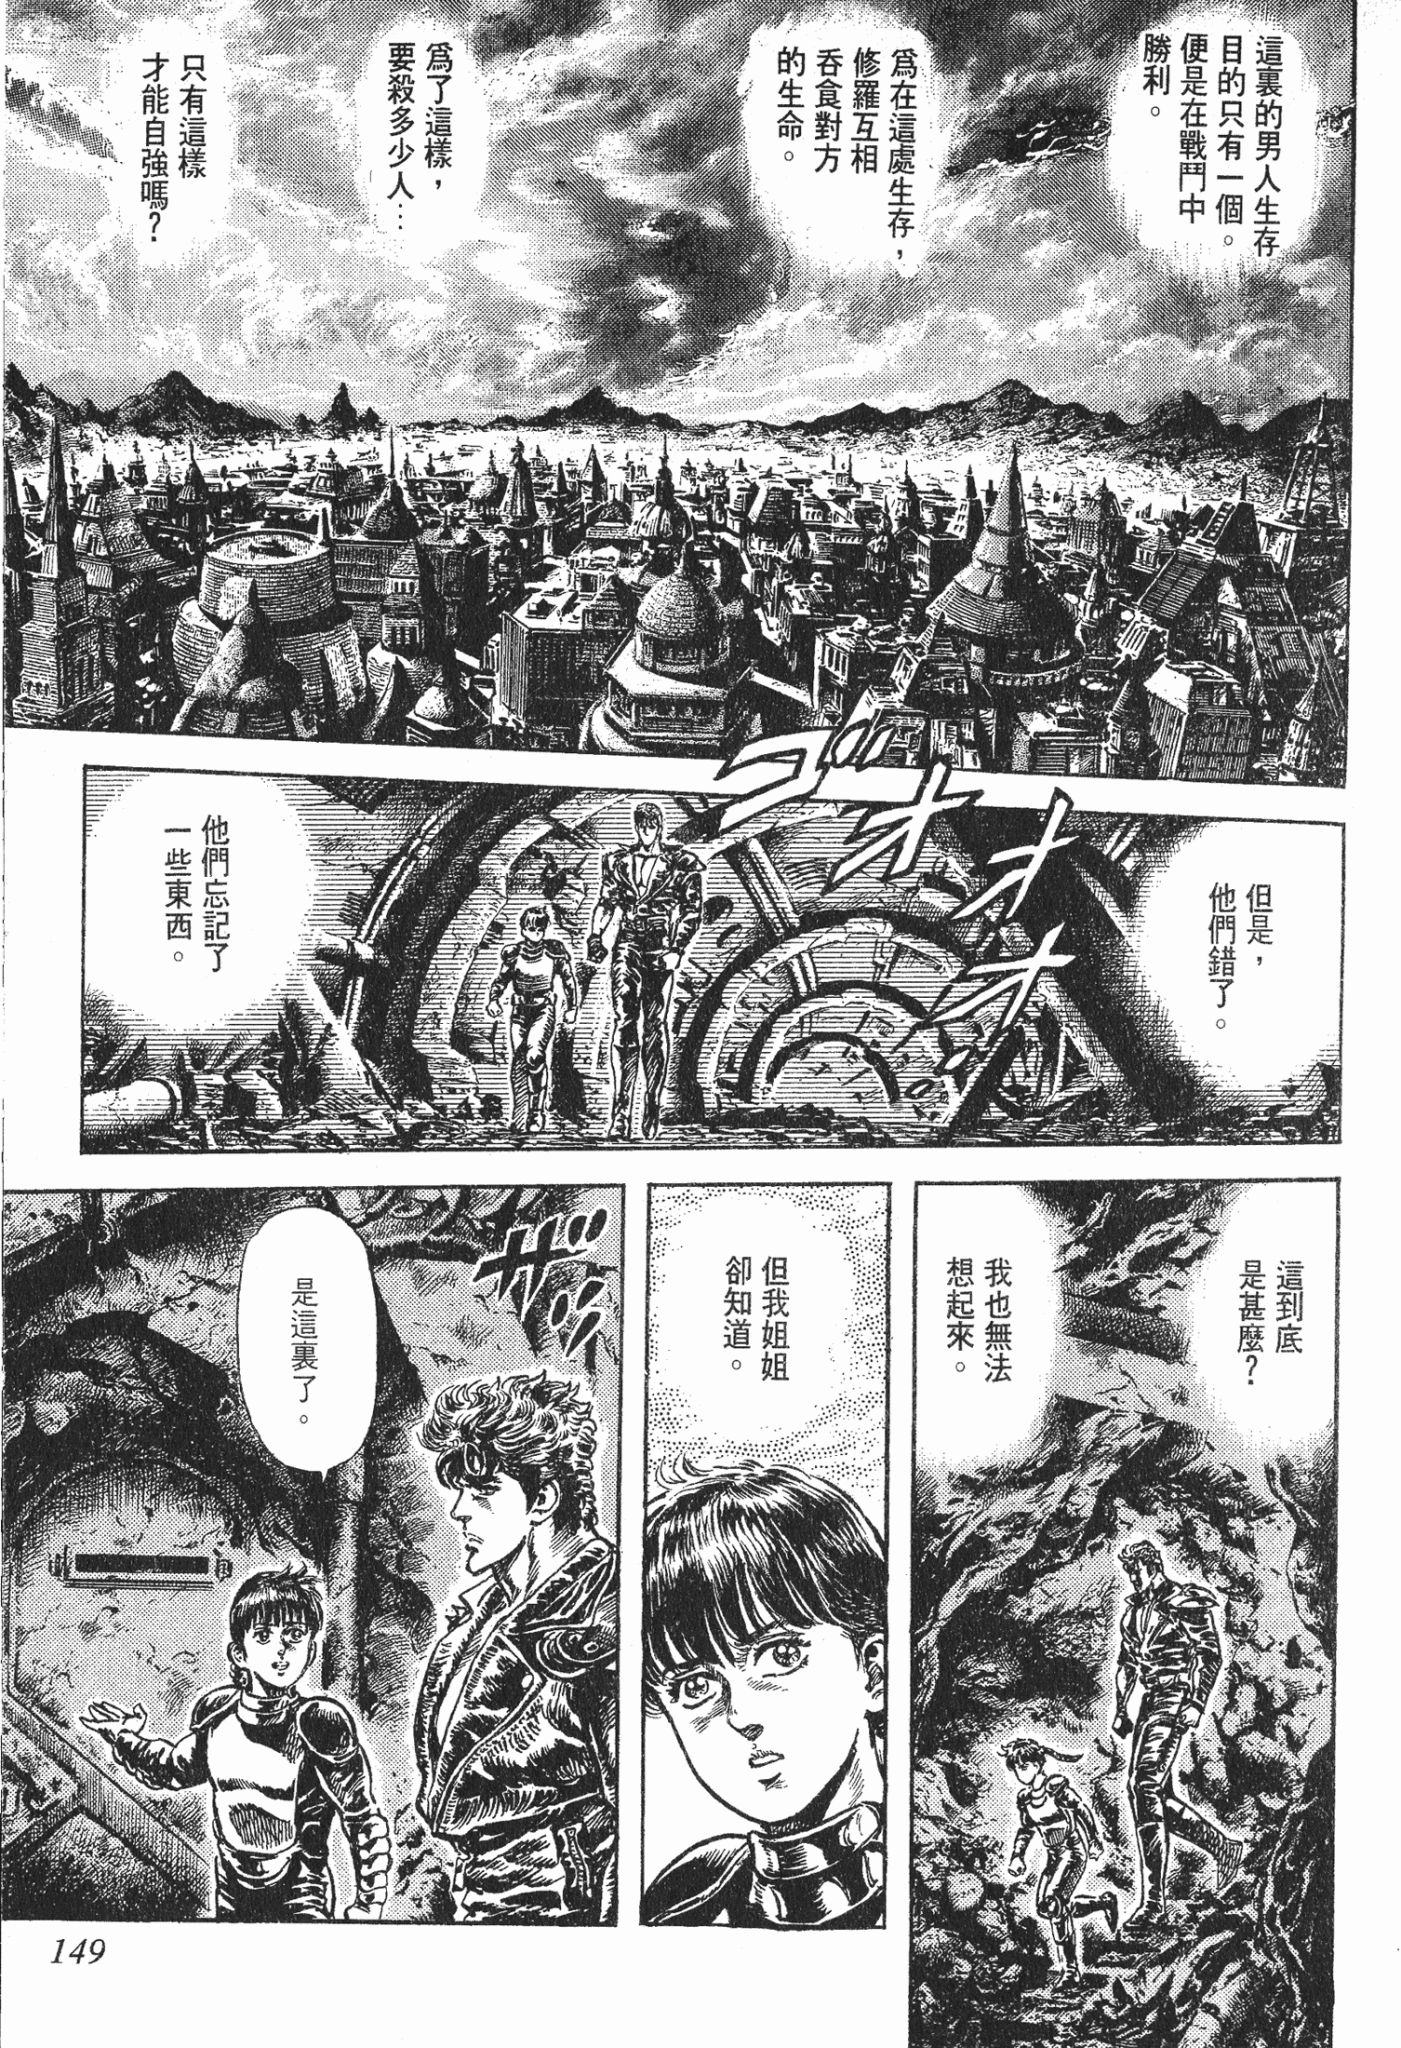 這裏的男人生存
目的只有一個。
便是在戰鬥中
勝利。
爲在這處生存，
修羅互相
吞食對方
的生命。
爲了這樣，
要殺多少人…
只有這樣
才能自強嗎？
但是，
他們錯了。
ゴオオオオ
他們忘記了
一些東西。
這到底
是甚麼？
我也無法
想起來。
但我姐姐
卻知道。
ザッ
是這裏了。
149